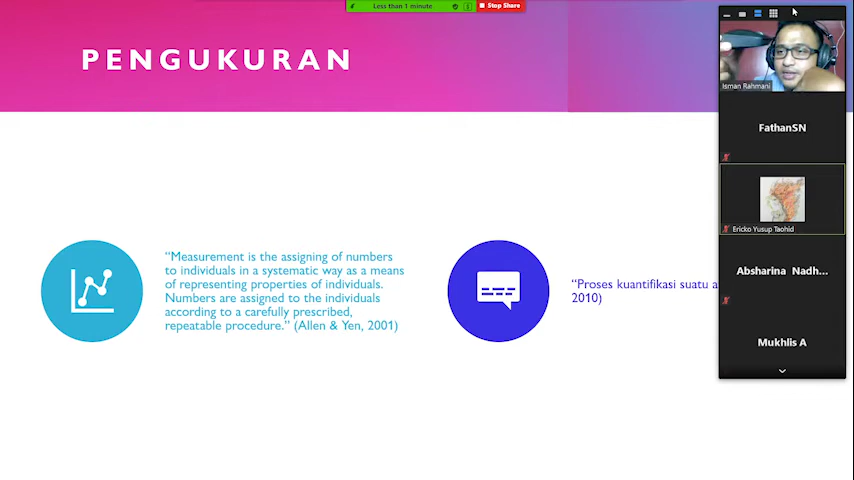 Less than 1 minute
Stop Share
PENGUKURAN
Isman Rahmani
FathanSN
Ericko Yusup Taohid
Absharina Nadh...
Mukhlis A
“Measurement is the assigning of numbers
to individuals in a systematic way as a means
of representing properties of individuals.
Numbers are assigned to the individuals
according to a carefully prescribed,
repeatable procedure.” (Allen & Yen, 2001)
“Proses kuantifikasi suatu a
2010)